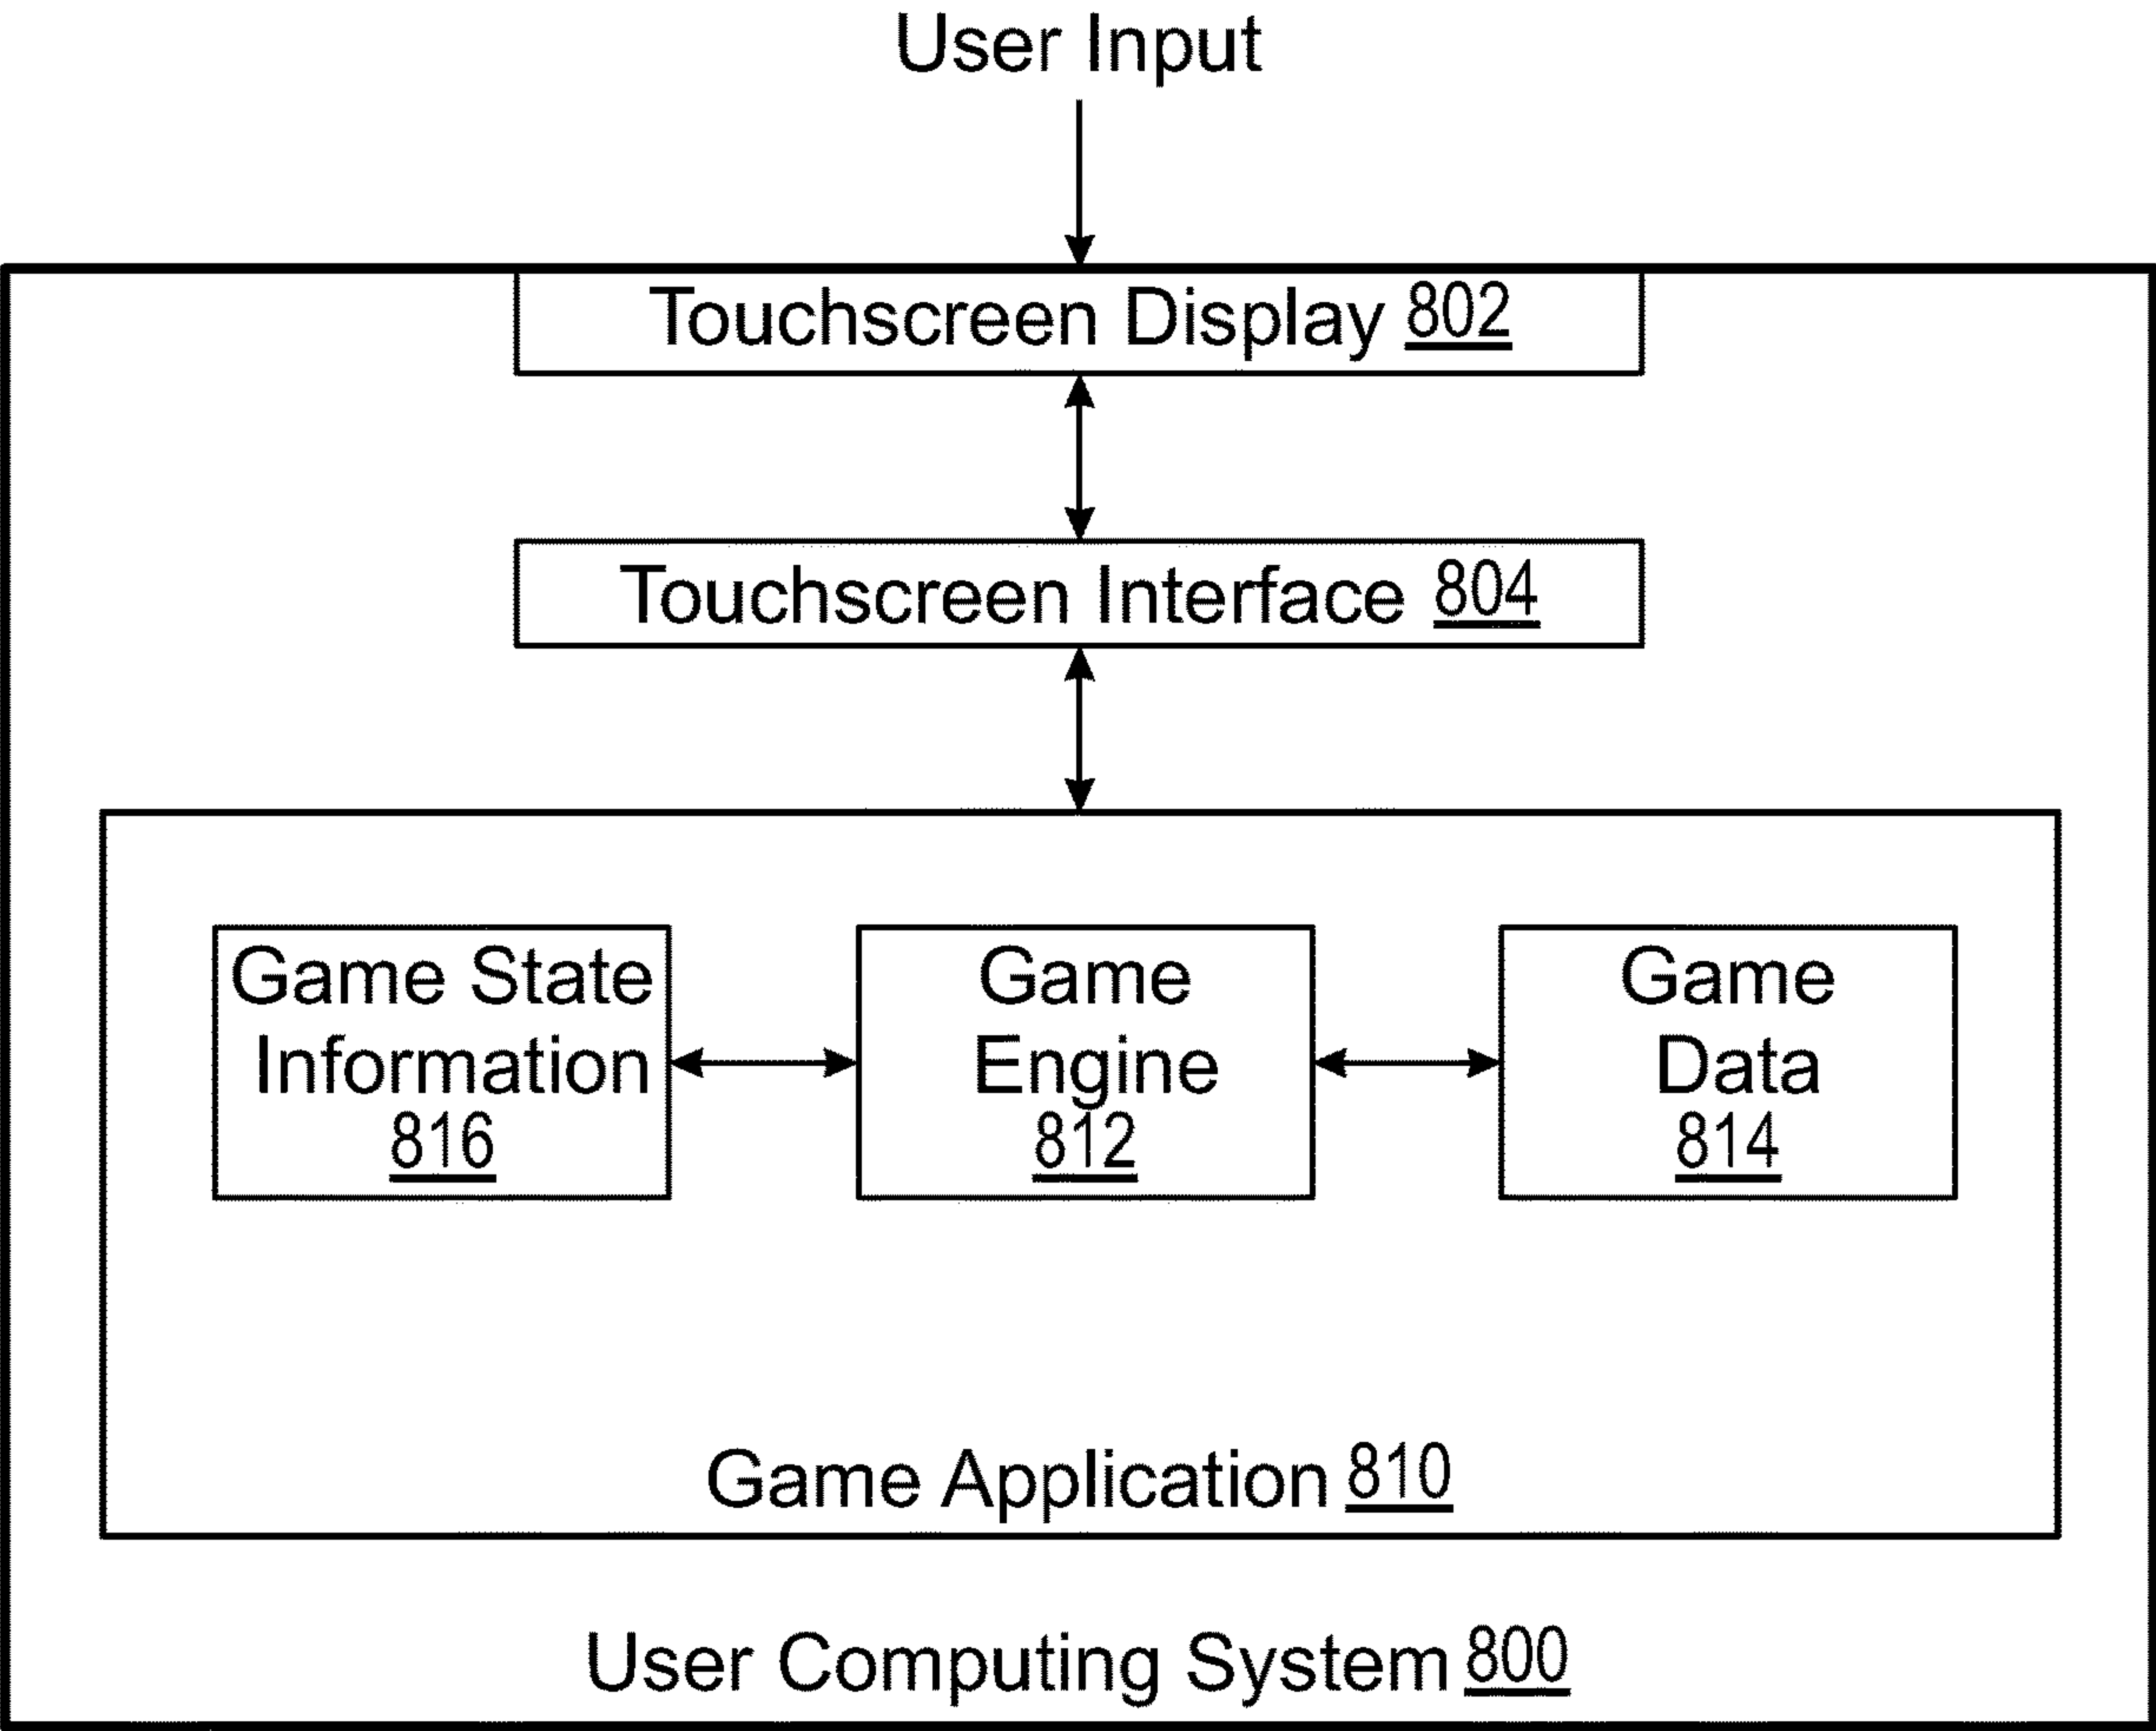 User Input
Touchscreen Display 802
Touchscreen Interface 804
Game State
Information
816
Game
Engine
812
Game
Data
814
Game Application 810
User Computing System 800